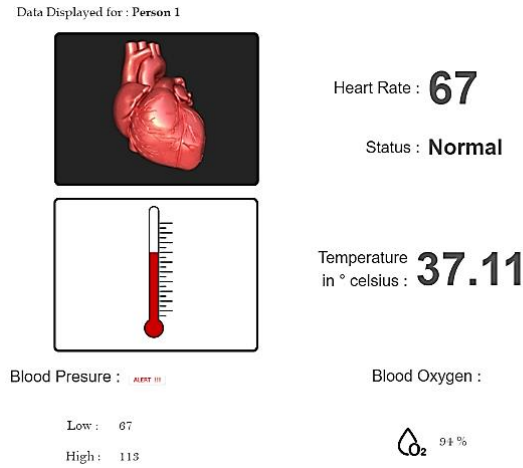 Data Displayed for : Person 1
Heart Rate : 67
Status : Normal
Temperature
in ° celsius : 37.11
Blood Presure : ALERT !!!
Low : 67
High : 113
Blood Oxygen :
O2 94 %